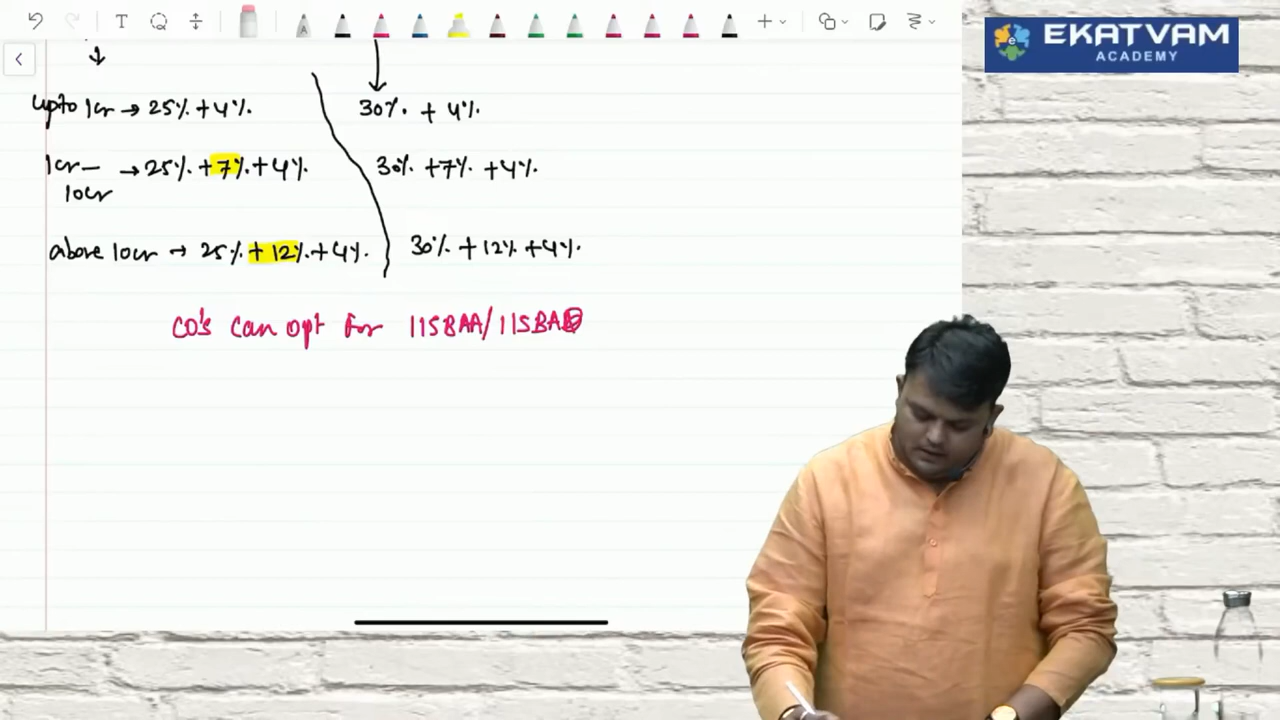 EKATVAM
ACADEMY
upto 1cr → 25% + 4%.
30% + 4%.
1cr – → 25% + 7% + 4%.
10cr
30% + 7% + 4%.
above 10cr → 25% + 12% + 4%.
30% + 12% + 4%.
co's can opt for 115BAA/115BAB